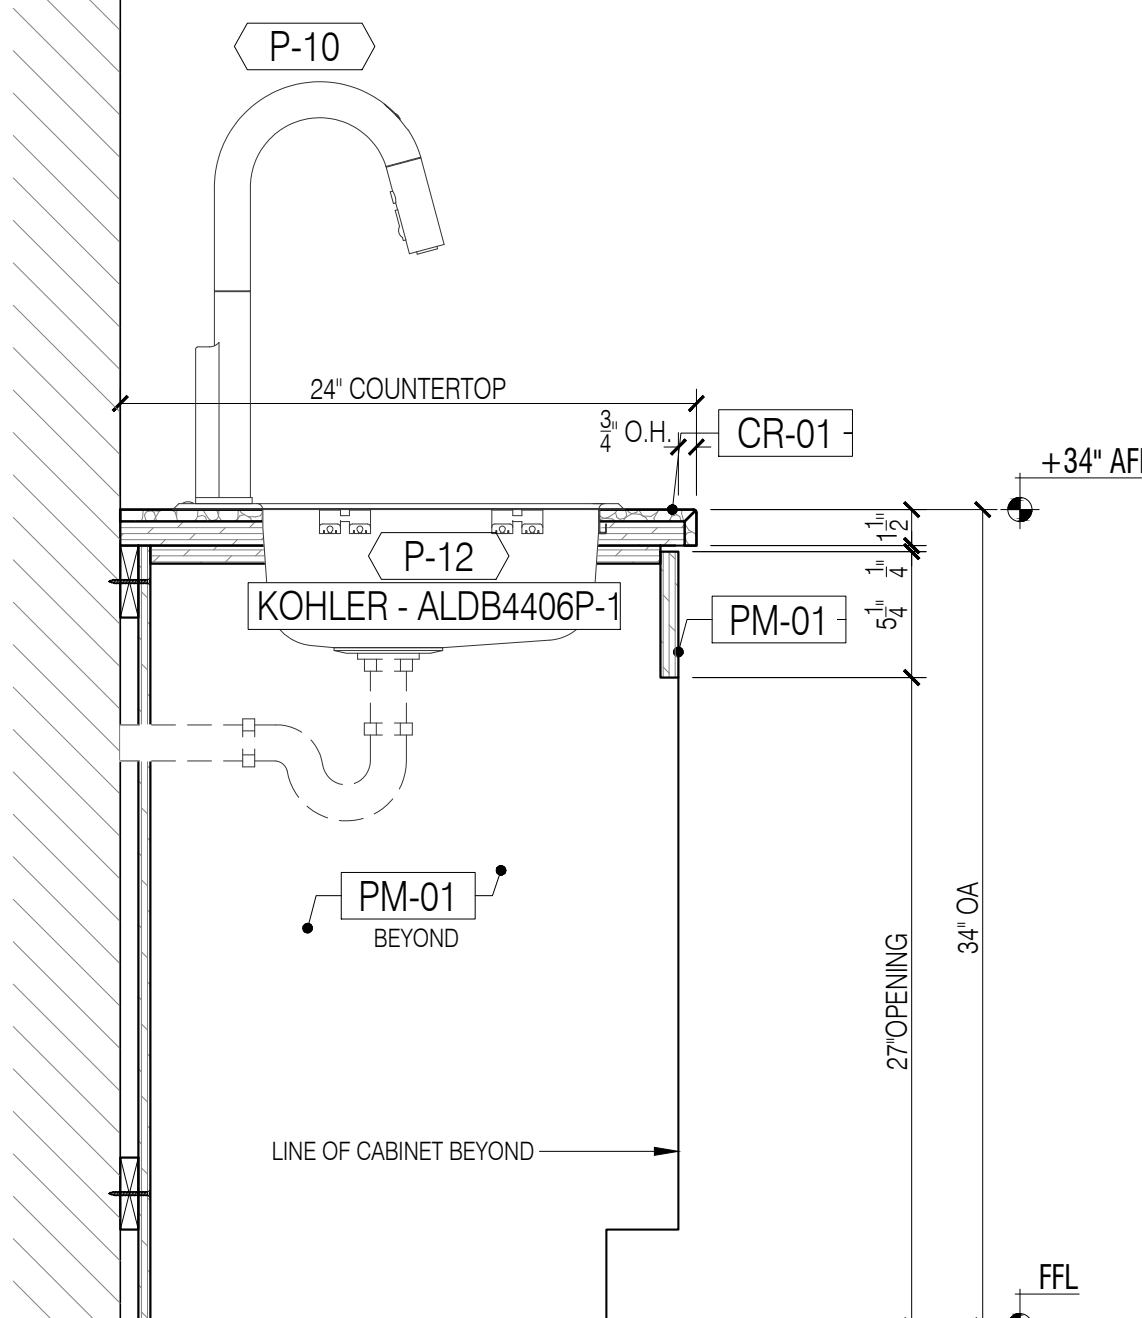 P-10
24" COUNTERTOP
3/4" O.H.
CR-01
+34" AF
1 1/2"
P-12
1/4"
KOHLER - ALDB4406P-1
5 1/4"
PM-01
PM-01
BEYOND
34" OA
27"OPENING
LINE OF CABINET BEYOND
FFL